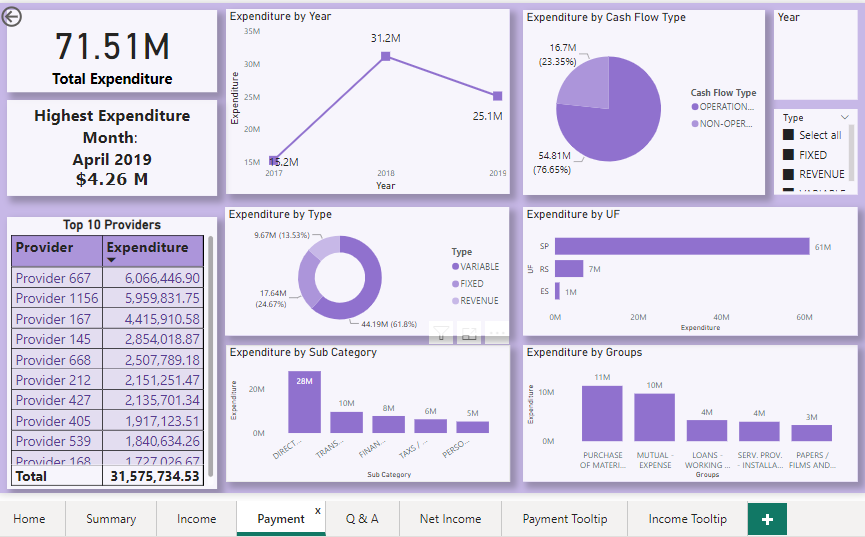 71.51M
Total Expenditure
Highest Expenditure
Month:
April 2019
$4.26 M
Top 10 Providers
Provider Expenditure
Provider 667 6,066,446.90
Provider 1156 5,959,831.75
Provider 167 4,415,910.58
Provider 145 2,854,018.87
Provider 668 2,507,789.18
Provider 212 2,151,251.47
Provider 427 2,135,701.34
Provider 405 1,917,123.51
Provider 539 1,840,634.26
Provider 168 1,727,026.67
Total 31,575,734.53
Expenditure by Year
Expenditure
35M
30M
25M
20M
15M
31.2M
25.1M
15.2M
2017 2018 2019
Year
Expenditure by Cash Flow Type
16.7M
(23.35%)
54.81M
(76.65%)
Cash Flow Type
OPERATION...
NON-OPER...
Year
Type
Select all
FIXED
REVENUE
VARIABLE
Expenditure by Type
9.67M (13.53%)
17.64M
(24.67%)
44.19M (61.8%)
Type
VARIABLE
FIXED
REVENUE
Expenditure by UF
UF
SP 61M
RS 7M
ES 1M
0M 20M 40M 60M
Expenditure
Expenditure by Sub Category
Expenditure
20M
0M
28M 10M 8M 6M 5M
DIRECT... TRANS... FINAN... TAXS / ... PERSO...
Sub Category
Expenditure by Groups
Expenditure
10M
0M
11M 10M 4M 4M 3M
PURCHASE MUTUAL - LOANS - SERV. PROV. PAPERS /
OF MATERI... EXPENSE WORKING ... - INSTALLA... FILMS AND...
Groups
Home Summary Income Payment x Q & A Net Income Payment Tooltip Income Tooltip +